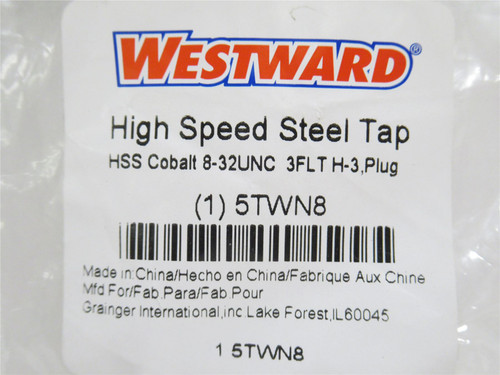 WESTWARD®
High Speed Steel Tap
HSS Cobalt 8-32UNC 3FLT H-3,Plug
(1) 5TWN8
Made in:China/Hecho en China/Fabrique Aux Chine
Mfd For/Fab.Para/Fab.Pour
Grainger International,inc Lake Forest,IL60045
1 5TWN8